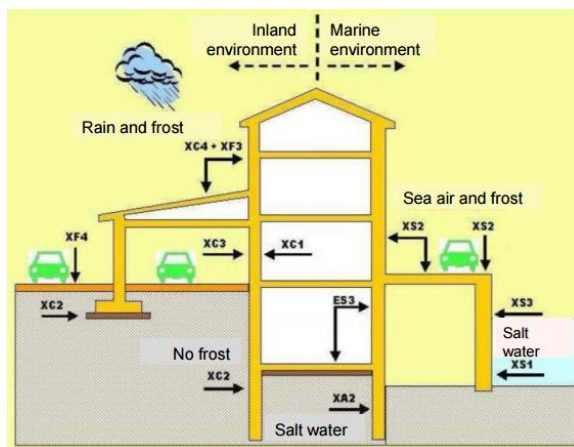 Inland
environment
Marine
environment
Rain and frost
XC4 + XF3
Sea air and frost
XS2
XS2
XF4
XC3
XC1
XC2
ES3
XS3
Salt
water
No frost
XC2
XS1
XA2
Salt water